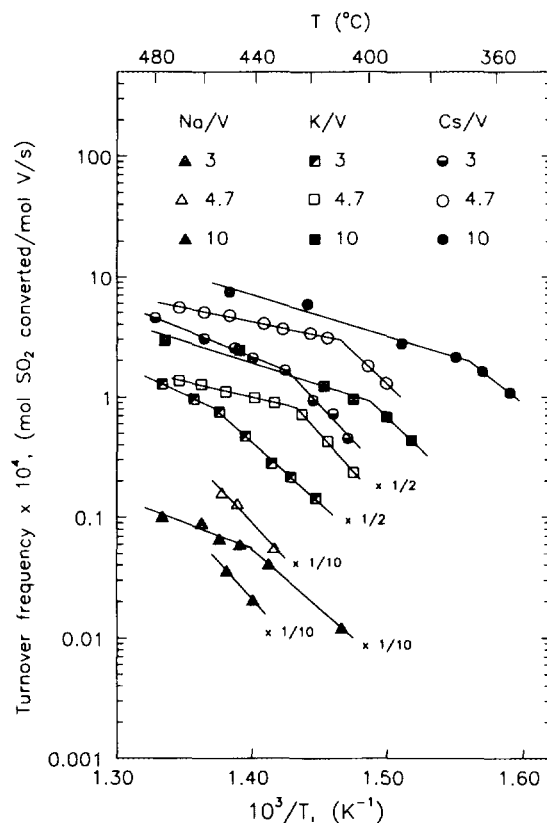 T (°C)
480 440 400 360
Na/V K/V Cs/V
3 3 3
4.7 4.7 4.7
10 10 10
Turnover frequency x 10⁴, (mol SO₂ converted/mol V/s)
100
10
1
0.1
0.01
0.001
x 1/2
x 1/2
x 1/10
x 1/10
x 1/10
1.30 1.40 1.50 1.60
10³/T, (K⁻¹)